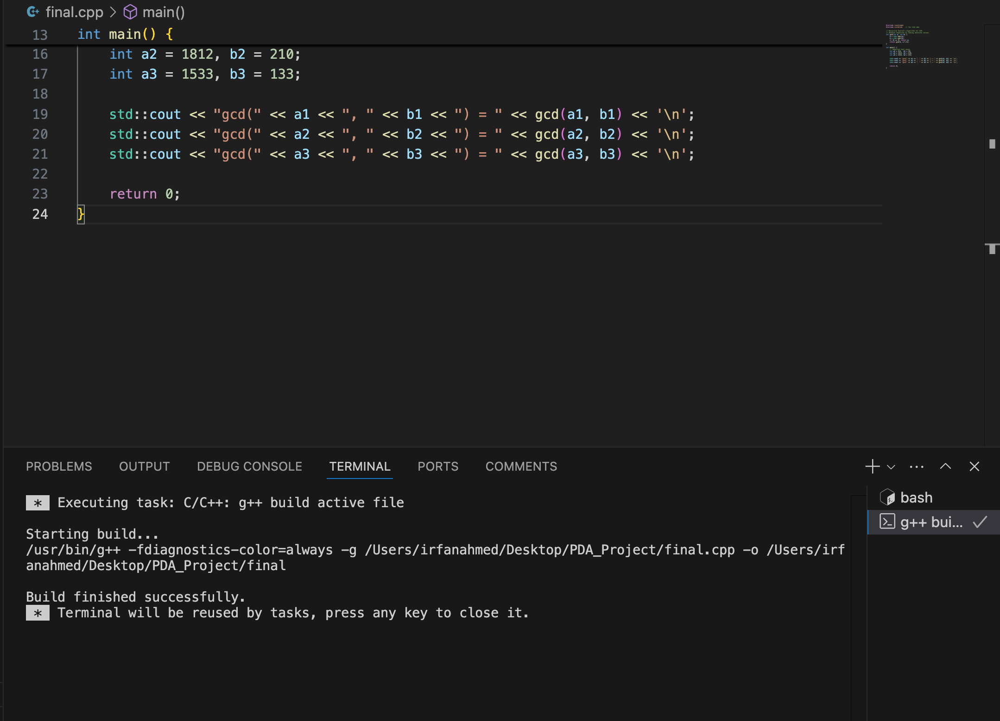 final.cpp > main()
13 int main() {
16 int a2 = 1812, b2 = 210;
17 int a3 = 1533, b3 = 133;
18
19 std::cout << "gcd(" << a1 << ", " << b1 << ") = " << gcd(a1, b1) << '\n';
20 std::cout << "gcd(" << a2 << ", " << b2 << ") = " << gcd(a2, b2) << '\n';
21 std::cout << "gcd(" << a3 << ", " << b3 << ") = " << gcd(a3, b3) << '\n';
22
23 return 0;
24 }
PROBLEMS OUTPUT DEBUG CONSOLE TERMINAL PORTS COMMENTS
* Executing task: C/C++: g++ build active file
Starting build...
/usr/bin/g++ -fdiagnostics-color=always -g /Users/irfanahmed/Desktop/PDA_Project/final.cpp -o /Users/irf
anahmed/Desktop/PDA_Project/final
Build finished successfully.
* Terminal will be reused by tasks, press any key to close it.
bash
g++ bui...